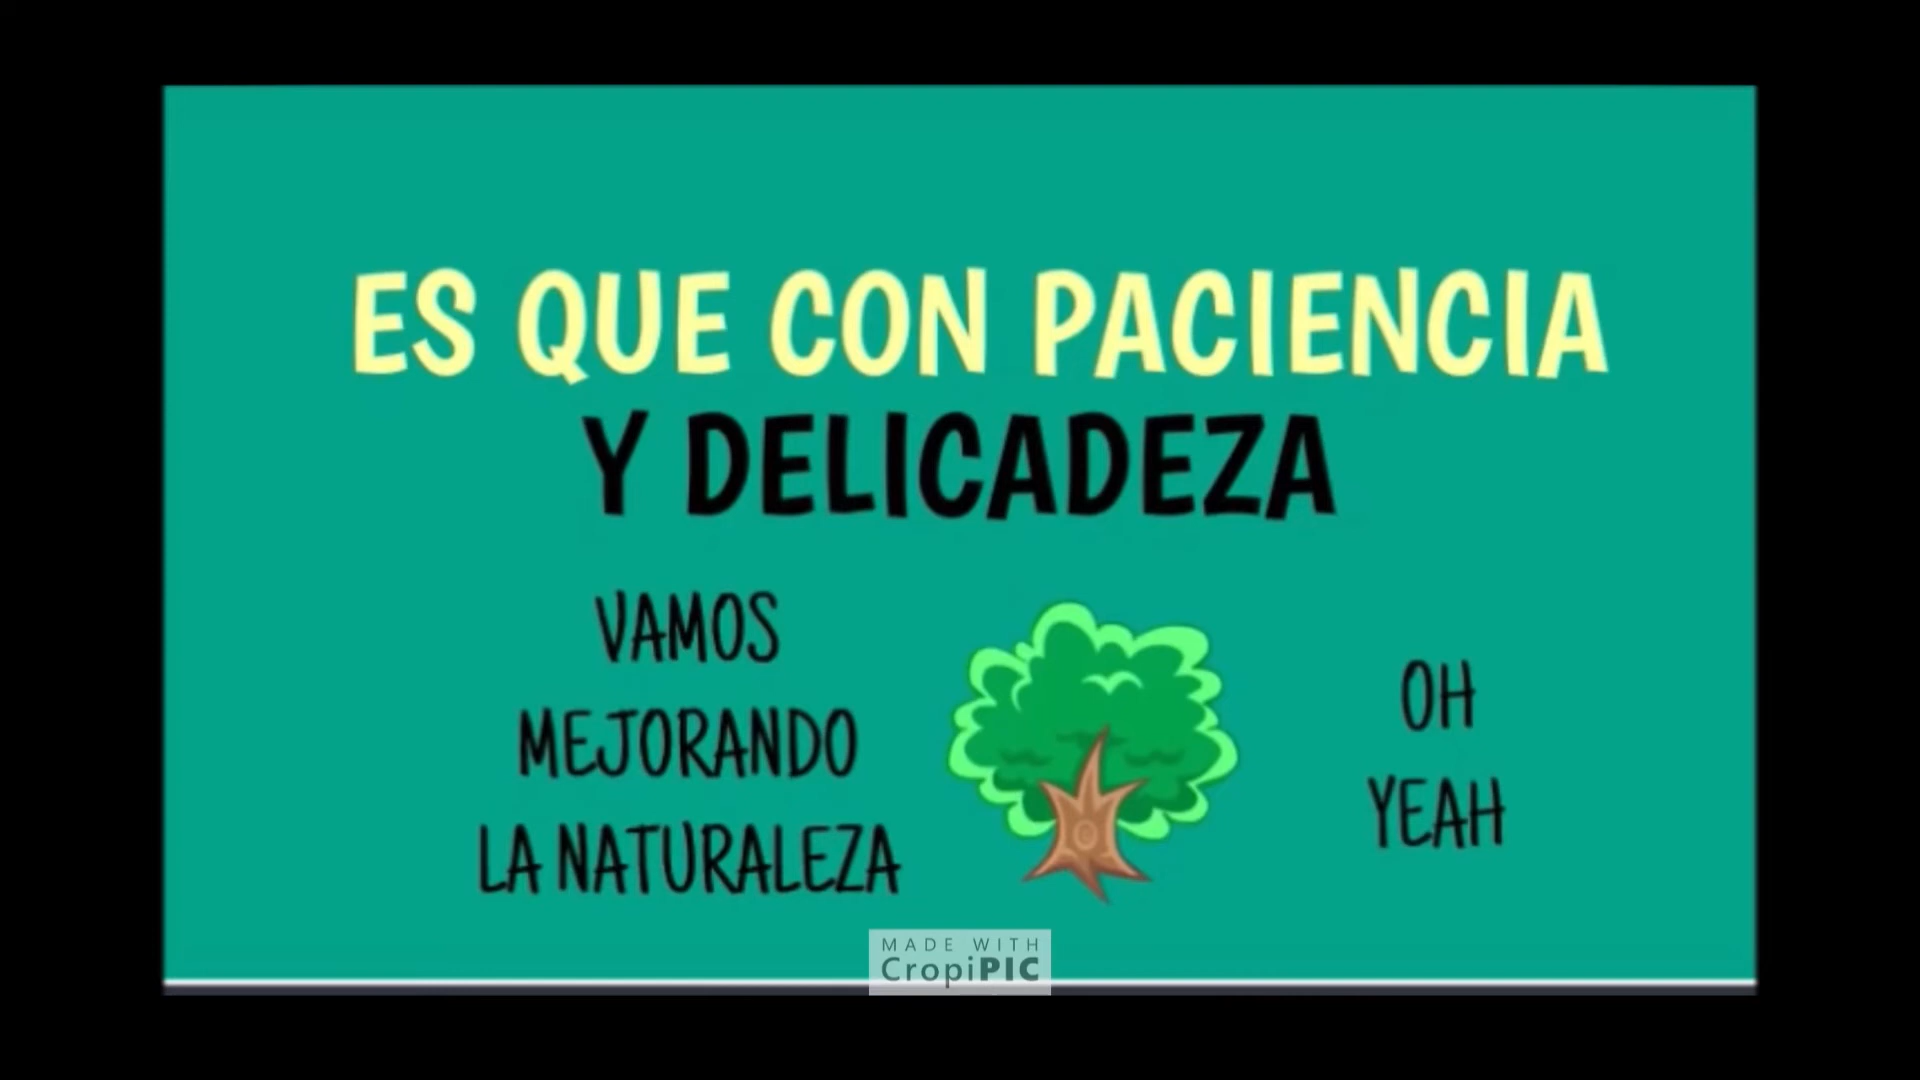 ES QUE CON PACIENCIA
Y DELICADEZA
VAMOS
MEJORANDO
LA NATURALEZA
OH
YEAH
MADE WITH
CropiPIC